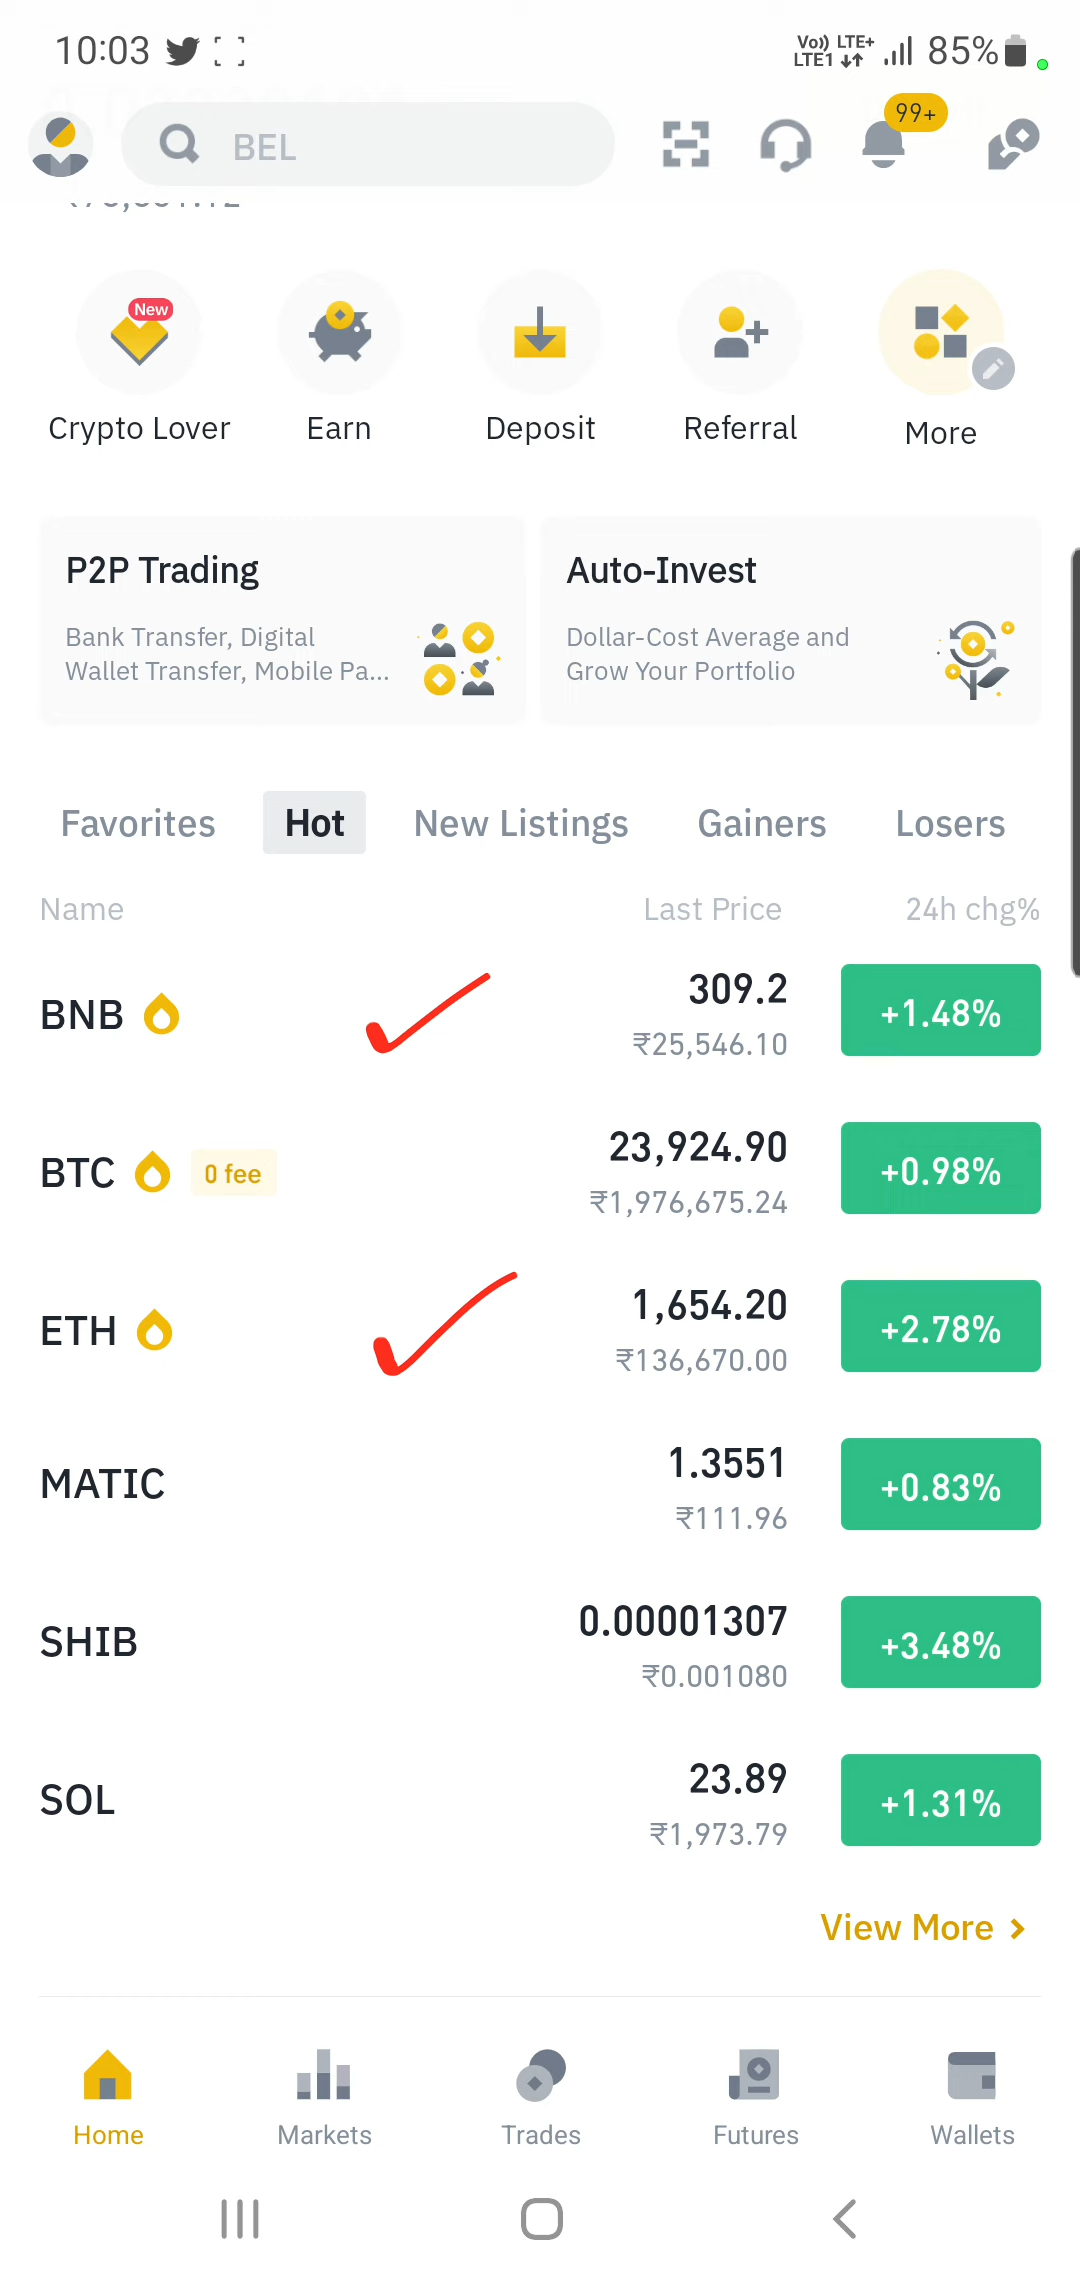 10:03
Vo)) LTE+
LTE1
85%
BEL
99+
New
Crypto Lover
Earn
Deposit
Referral
More
P2P Trading
Bank Transfer, Digital
Wallet Transfer, Mobile Pa...
Auto-Invest
Dollar-Cost Average and
Grow Your Portfolio
Favorites Hot New Listings Gainers Losers
Name Last Price 24h chg%
BNB 309.2 +1.48%
₹25,546.10
BTC 0 fee 23,924.90 +0.98%
₹1,976,675.24
ETH 1,654.20 +2.78%
₹136,670.00
MATIC 1.3551 +0.83%
₹111.96
SHIB 0.00001307 +3.48%
₹0.001080
SOL 23.89 +1.31%
₹1,973.79
View More
Home Markets Trades Futures Wallets